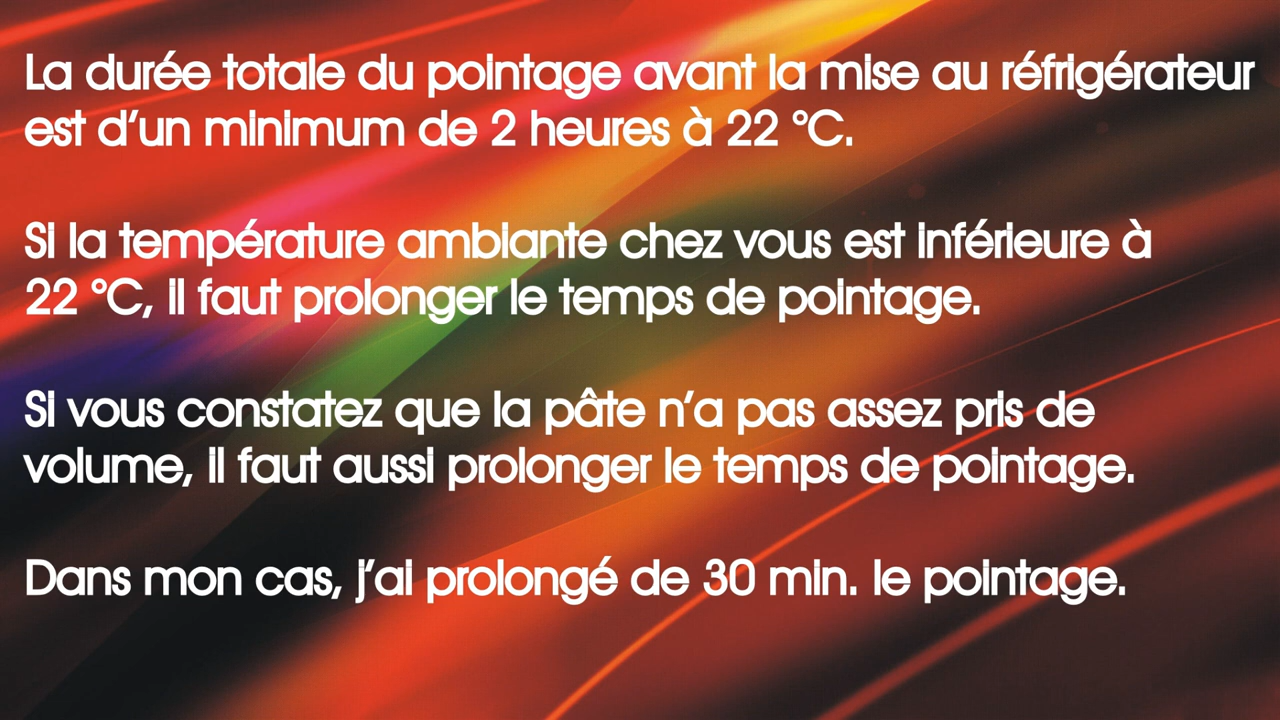 La durée totale du pointage avant la mise au réfrigérateur
est d'un minimum de 2 heures à 22 °C.
Si la température ambiante chez vous est inférieure à
22 °C, il faut prolonger le temps de pointage.
Si vous constatez que la pâte n'a pas assez pris de
volume, il faut aussi prolonger le temps de pointage.
Dans mon cas, j'ai prolongé de 30 min. le pointage.